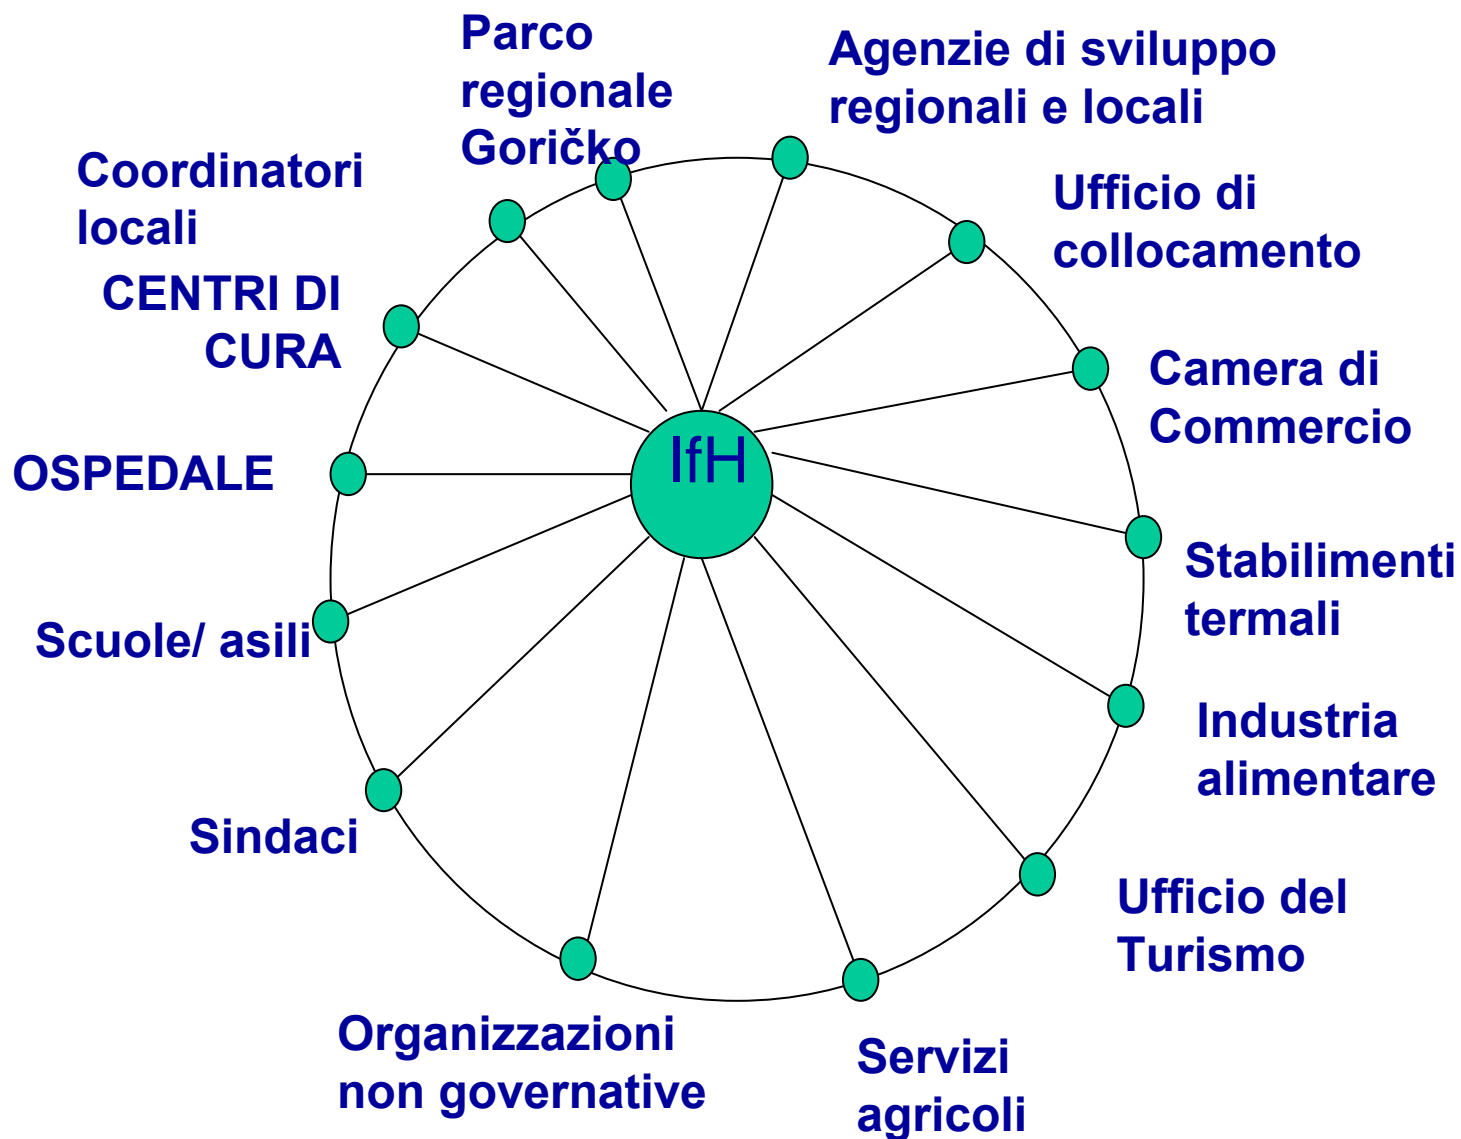 Parco
regionale
Goričko
Agenzie di sviluppo
regionali e locali
Coordinatori
locali
Ufficio di
collocamento
CENTRI DI
CURA
Camera di
Commercio
IfH
OSPEDALE
Stabilimenti
termali
Scuole/ asili
Industria
alimentare
Sindaci
Ufficio del
Turismo
Organizzazioni
non governative
Servizi
agricoli